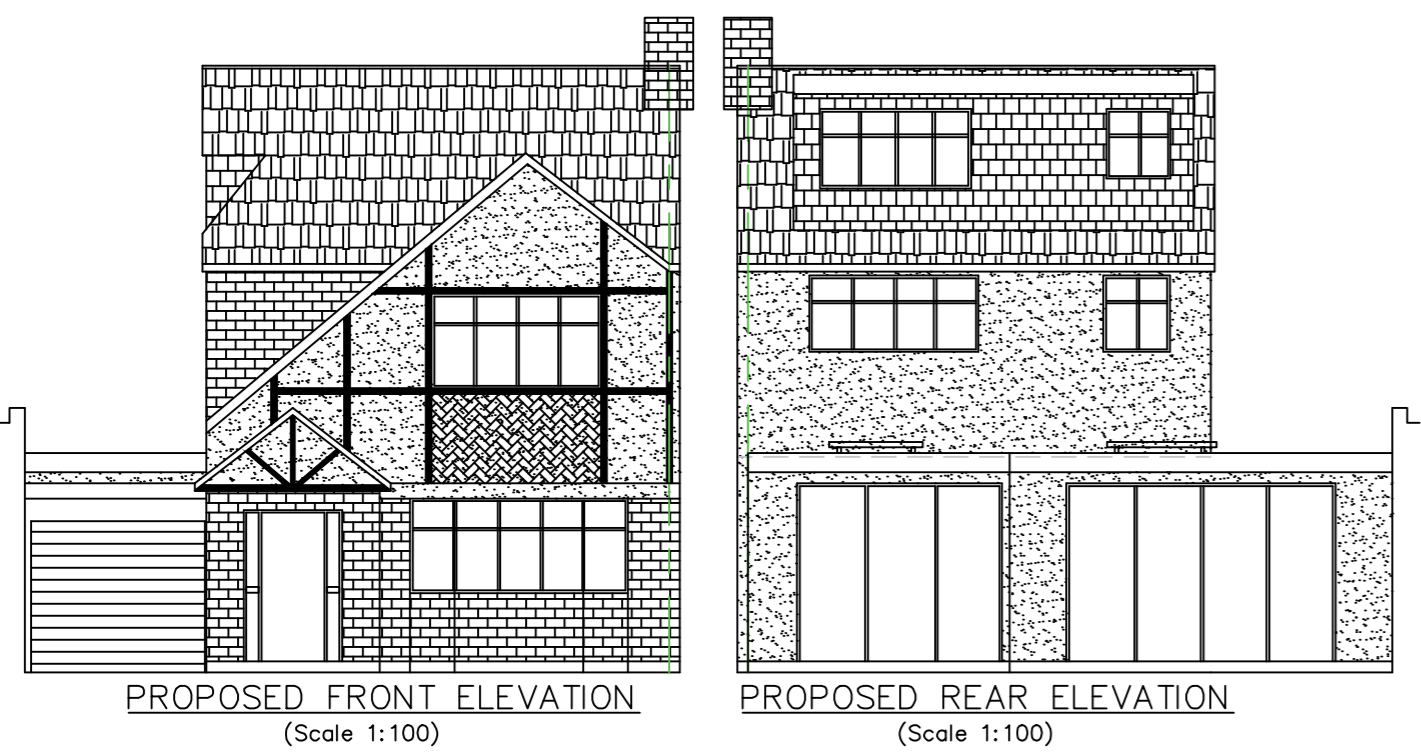 PROPOSED FRONT ELEVATION
(Scale 1:100)
PROPOSED REAR ELEVATION
(Scale 1:100)